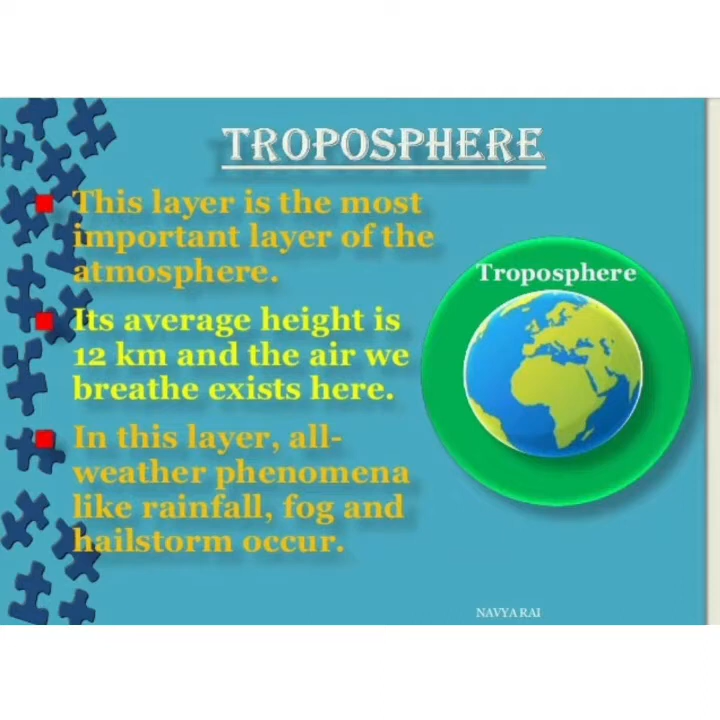 TROPOSPHERE
This layer is the most
important layer of the
atmosphere.
Its average height is
12 km and the air we
breathe exists here.
In this layer, all-
weather phenomena
like rainfall, fog and
hailstorm occur.
Troposphere
NAVYA RAI